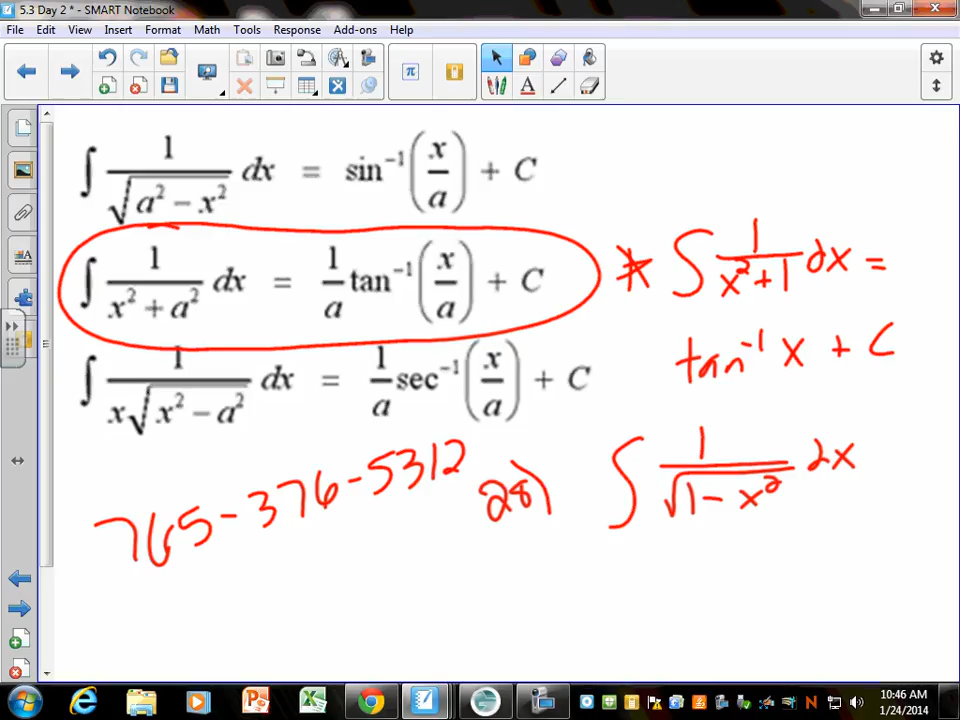 5.3 Day 2 * - SMART Notebook
File Edit View Insert Format Math Tools Response Add-ons Help
∫ 1/√(a² − x²) dx = sin⁻¹(x/a) + C
∫ 1/(x² + a²) dx = 1/a tan⁻¹(x/a) + C
* ∫ 1/(x² + 1) dx =
tan⁻¹ x + C
∫ 1/(x√(x² − a²)) dx = 1/a sec⁻¹(x/a) + C
765-376-5312
28) ∫ 1/√(1 − x²) dx
10:46 AM
1/24/2014